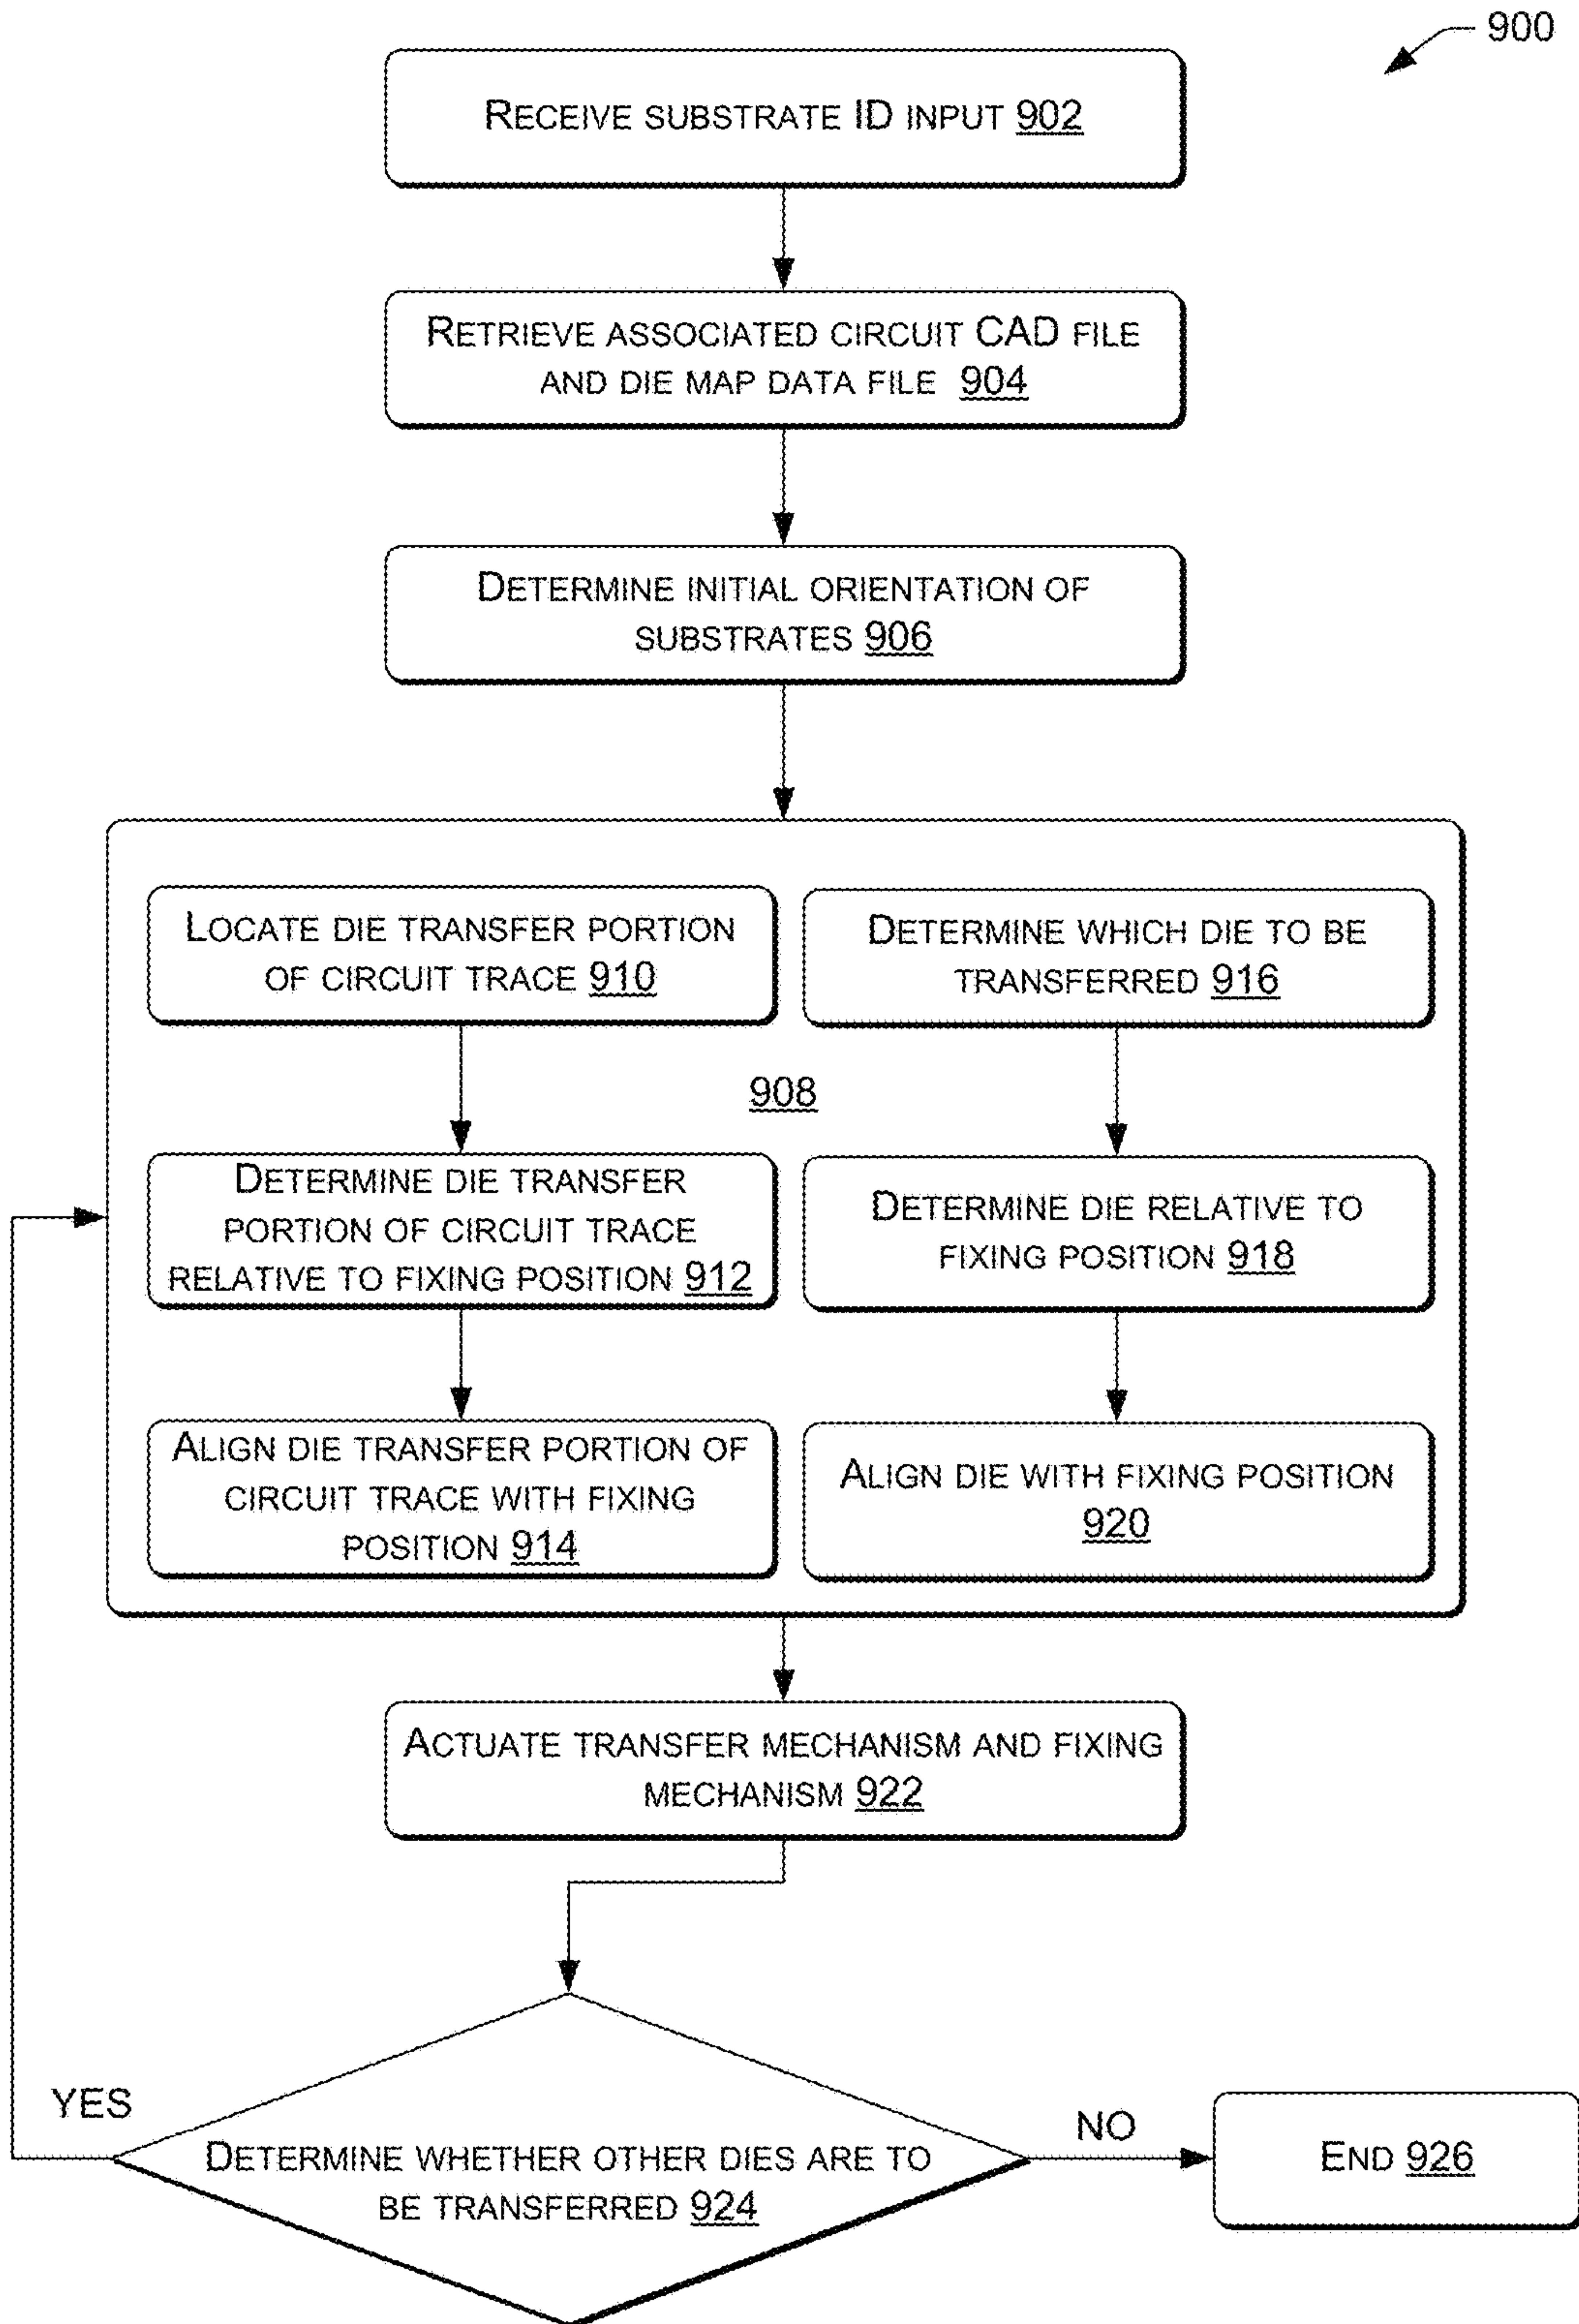 900
RECEIVE SUBSTRATE ID INPUT 902
RETRIEVE ASSOCIATED CIRCUIT CAD FILE
AND DIE MAP DATA FILE 904
DETERMINE INITIAL ORIENTATION OF
SUBSTRATES 906
LOCATE DIE TRANSFER PORTION
OF CIRCUIT TRACE 910
DETERMINE WHICH DIE TO BE
TRANSFERRED 916
908
DETERMINE DIE TRANSFER
PORTION OF CIRCUIT TRACE
RELATIVE TO FIXING POSITION 912
DETERMINE DIE RELATIVE TO
FIXING POSITION 918
ALIGN DIE TRANSFER PORTION OF
CIRCUIT TRACE WITH FIXING
POSITION 914
ALIGN DIE WITH FIXING POSITION
920
ACTUATE TRANSFER MECHANISM AND FIXING
MECHANISM 922
YES
DETERMINE WHETHER OTHER DIES ARE TO
BE TRANSFERRED 924
NO
END 926